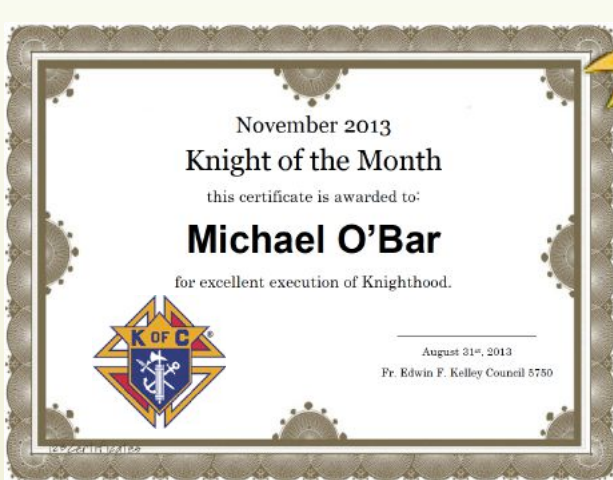 November 2013
Knight of the Month
this certificate is awarded to:
Michael O’Bar
for excellent execution of Knighthood.
K OF C ®
August 31st, 2013
Fr. Edwin F. Kelley Council 5750
123Certificates